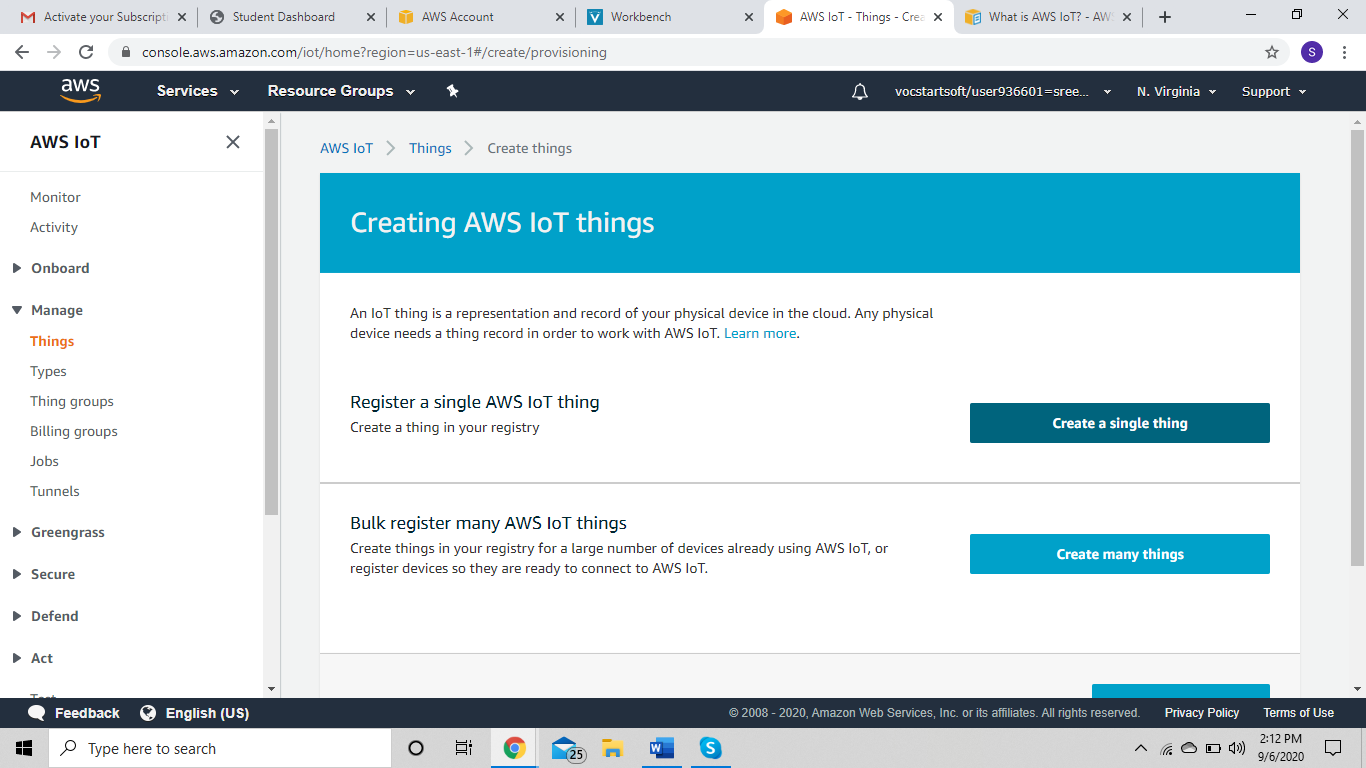 Activate your Subscripti
Student Dashboard
AWS Account
Workbench
AWS IoT - Things - Crea
What is AWS IoT? - AW
console.aws.amazon.com/iot/home?region=us-east-1#/create/provisioning
S
aws
Services
Resource Groups
vocstartsoft/user936601=sree...
N. Virginia
Support
AWS IoT
Monitor
Activity
Onboard
Manage
Things
Types
Thing groups
Billing groups
Jobs
Tunnels
Greengrass
Secure
Defend
Act
AWS IoT
Things
Create things
Creating AWS IoT things
An IoT thing is a representation and record of your physical device in the cloud. Any physical
device needs a thing record in order to work with AWS IoT. Learn more.
Register a single AWS IoT thing
Create a thing in your registry
Create a single thing
Bulk register many AWS IoT things
Create things in your registry for a large number of devices already using AWS IoT, or
register devices so they are ready to connect to AWS IoT.
Create many things
Feedback
English (US)
© 2008 - 2020, Amazon Web Services, Inc. or its affiliates. All rights reserved.
Privacy Policy
Terms of Use
Type here to search
25
2:12 PM
9/6/2020